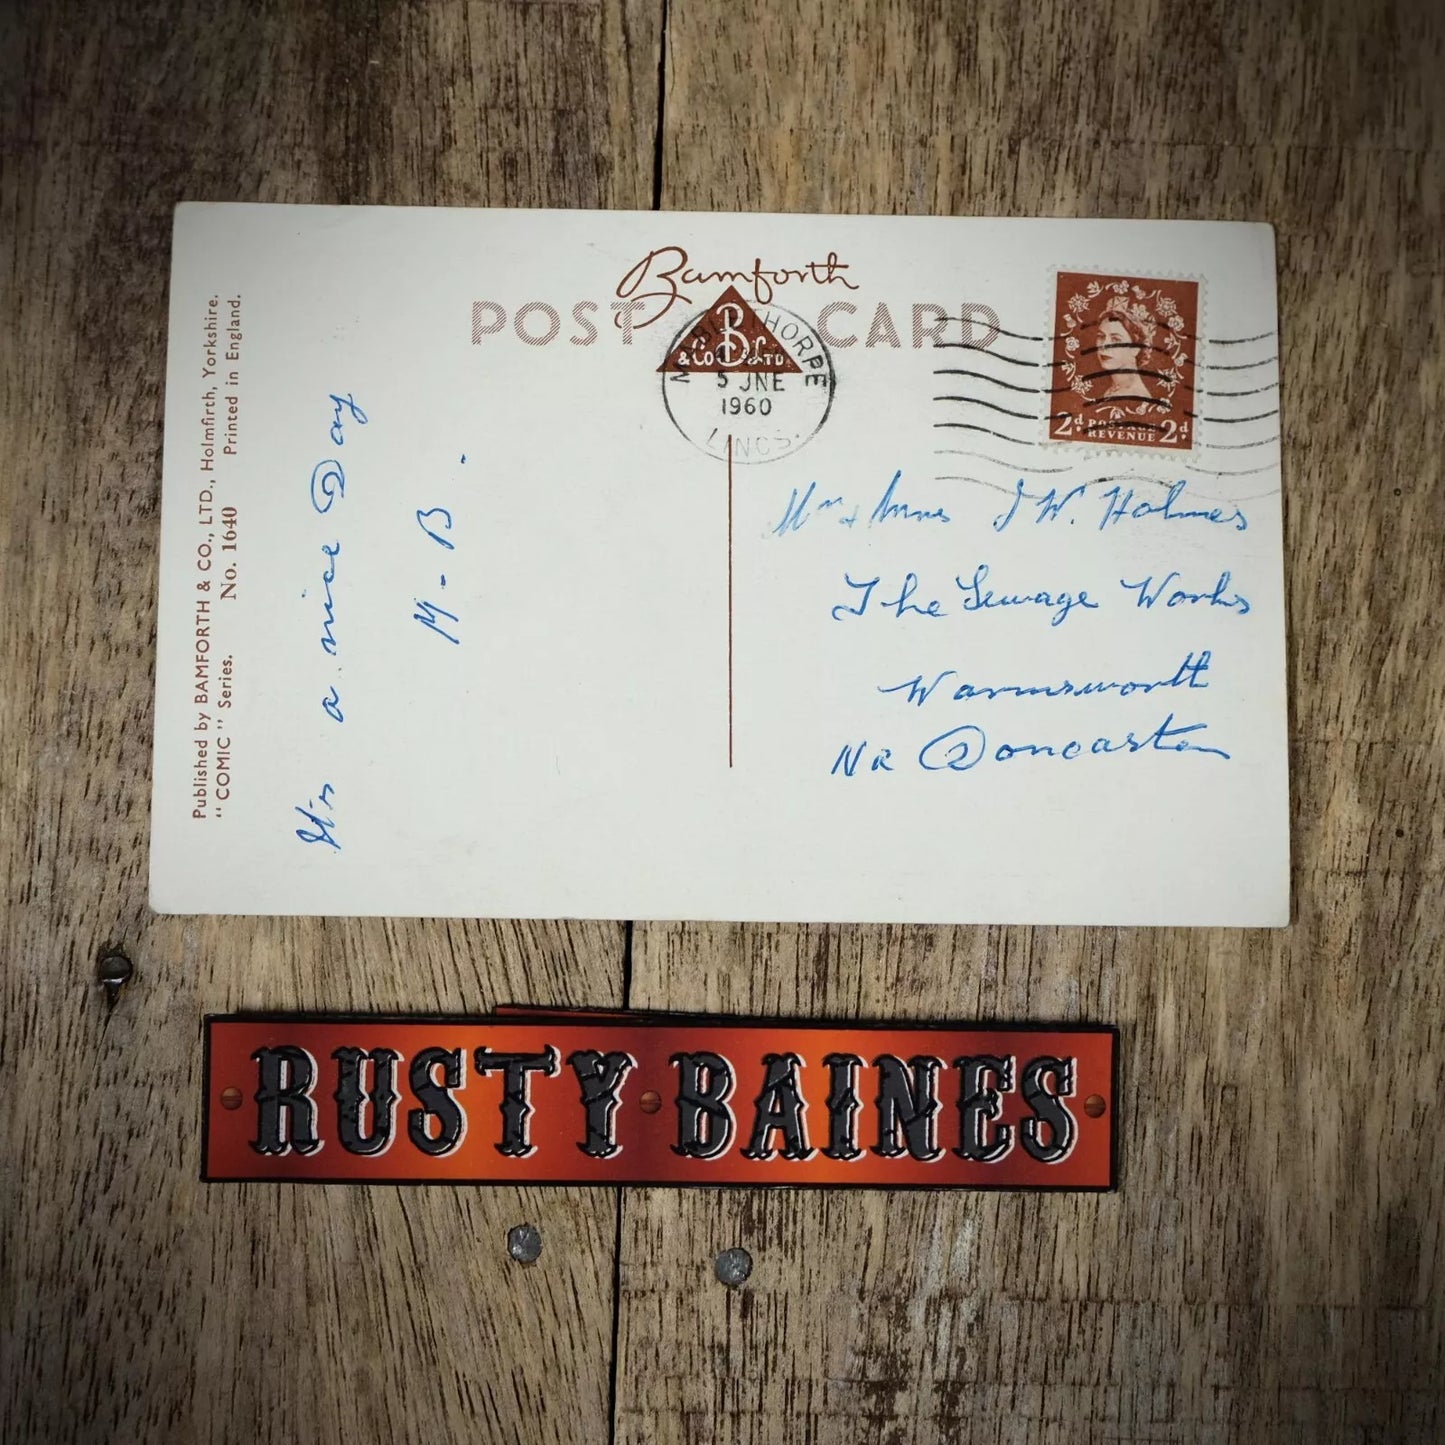 Bamforth
POST CARD
B
& Co & LTD.
MABLETHORPE
5 JNE
1960
LINCS.
2d. POSTAGE 2d.
REVENUE
Published by BAMFORTH & CO., LTD., Holmfirth, Yorkshire.
"COMIC" Series. No. 1640 Printed in England.
It's a nice Day
M-B-
Mr & Mrs J W. Holmes
The Sewage Works
Warmsworth
NR Doncaster
RUSTY BAINES